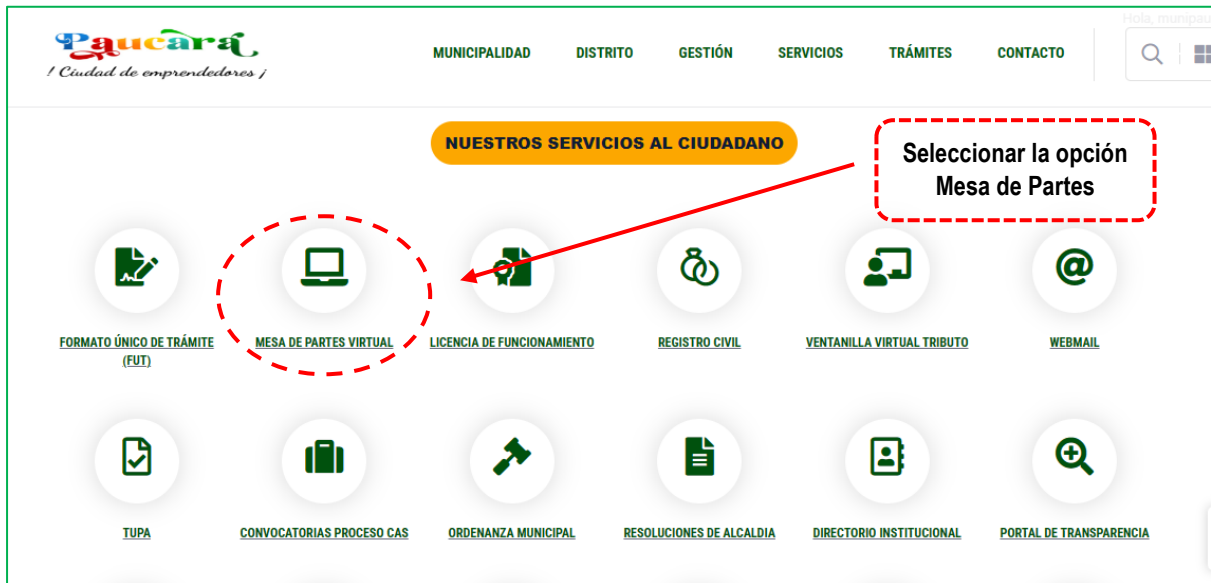 Hola, munipau
Paucará
! Ciudad de emprendedores ¡
MUNICIPALIDAD DISTRITO GESTIÓN SERVICIOS TRÁMITES CONTACTO
NUESTROS SERVICIOS AL CIUDADANO
Seleccionar la opción
Mesa de Partes
FORMATO ÚNICO DE TRÁMITE
(FUT)
MESA DE PARTES VIRTUAL
LICENCIA DE FUNCIONAMIENTO
REGISTRO CIVIL
VENTANILLA VIRTUAL TRIBUTO
WEBMAIL
TUPA
CONVOCATORIAS PROCESO CAS
ORDENANZA MUNICIPAL
RESOLUCIONES DE ALCALDIA
DIRECTORIO INSTITUCIONAL
PORTAL DE TRANSPARENCIA